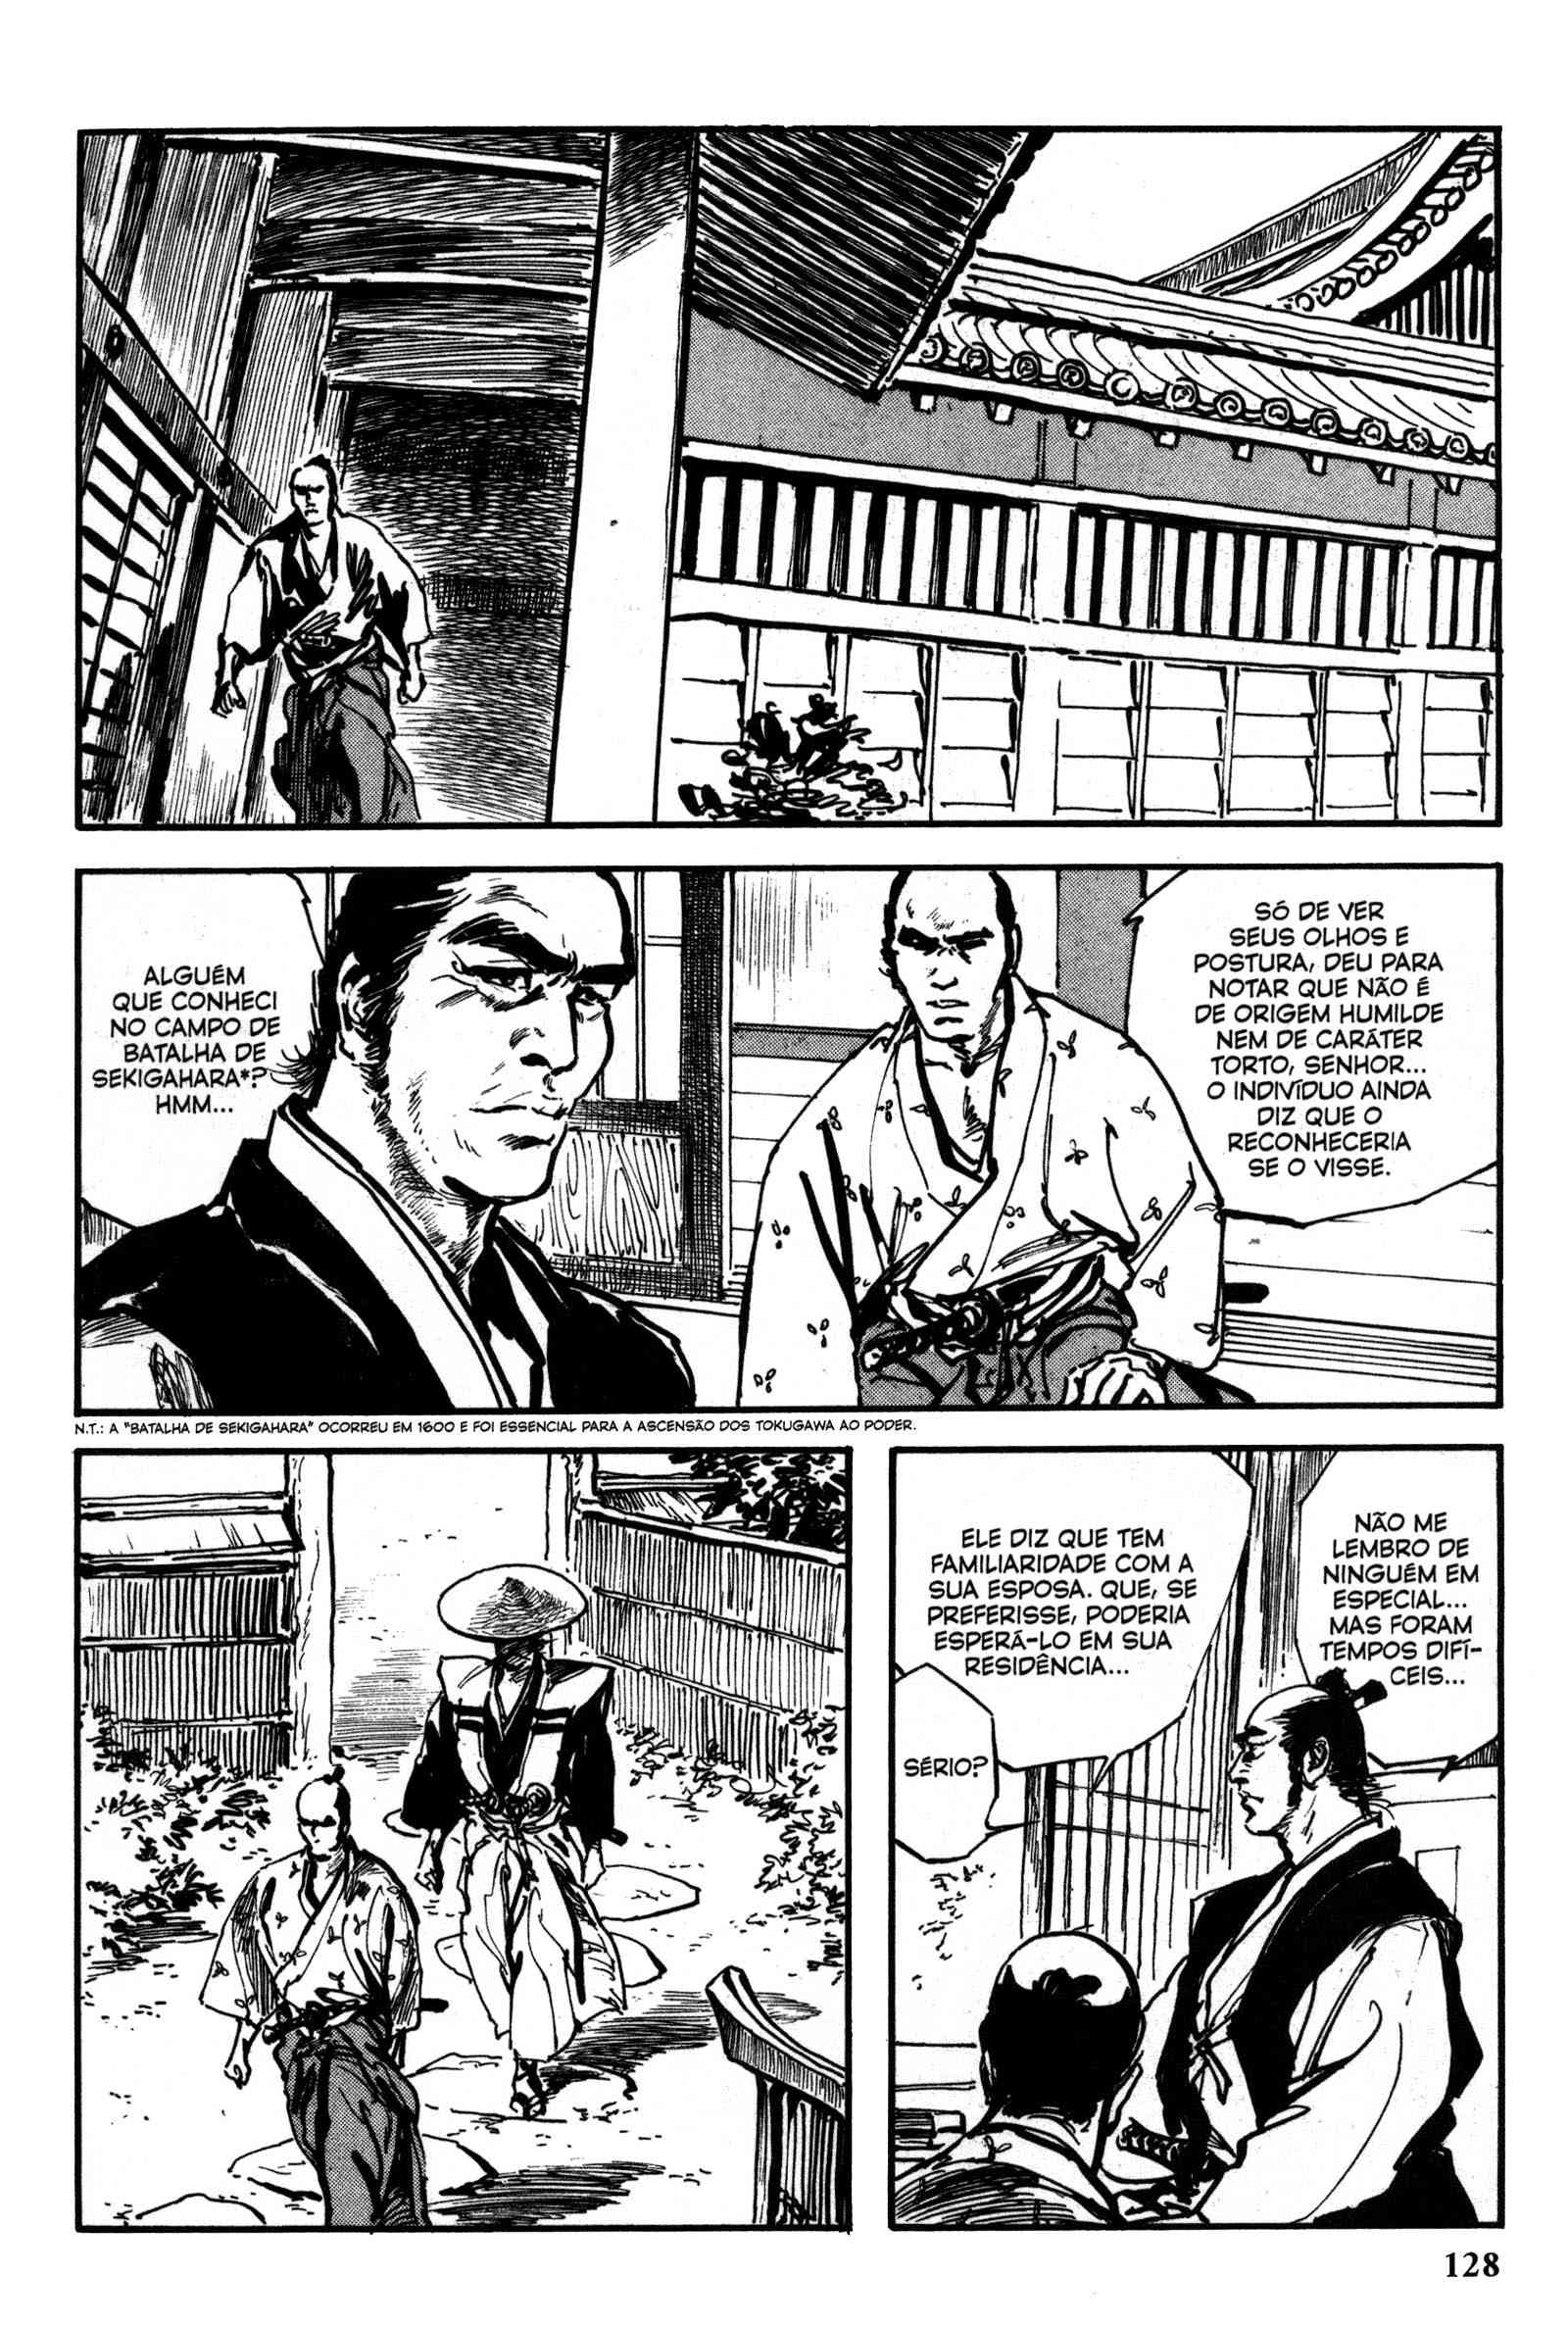 SÓ DE VER
SEUS OLHOS E
POSTURA, DEU PARA
NOTAR QUE NÃO É
DE ORIGEM HUMILDE
NEM DE CARÁTER
TORTO, SENHOR...
O INDIVÍDUO AINDA
DIZ QUE O
RECONHECERIA
SE O VISSE.
ALGUÉM
QUE CONHECI
NO CAMPO DE
BATALHA DE
SEKIGAHARA*?
HMM...
N.T.: A "BATALHA DE SEKIGAHARA" OCORREU EM 1600 E FOI ESSENCIAL PARA A ASCENSÃO DOS TOKUGAWA AO PODER.
NÃO ME
LEMBRO DE
NINGUÉM EM
ESPECIAL...
MAS FORAM
TEMPOS DIFÍ-
CEIS...
ELE DIZ QUE TEM
FAMILIARIDADE COM A
SUA ESPOSA. QUE, SE
PREFERISSE, PODERIA
ESPERÁ-LO EM SUA
RESIDÊNCIA...
SÉRIO?
128